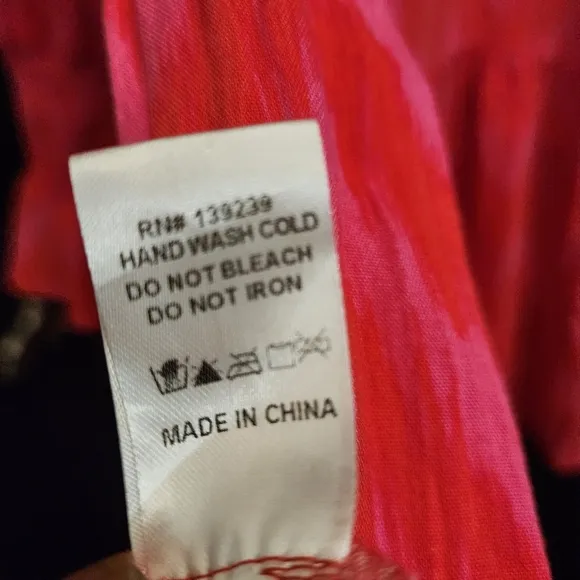 RN# 139239
HAND WASH COLD
DO NOT BLEACH
DO NOT IRON
MADE IN CHINA